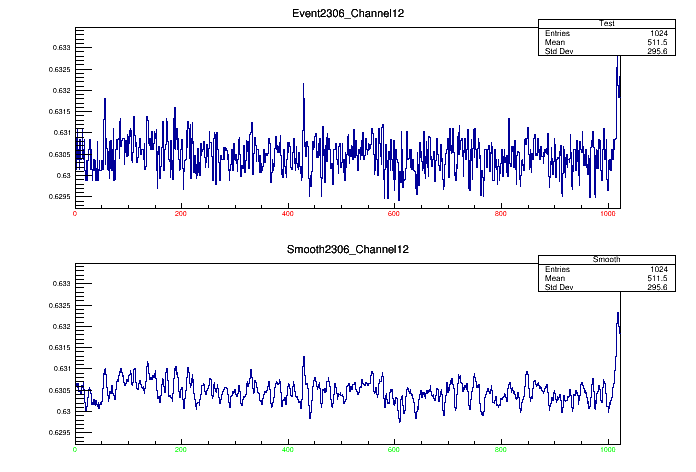 Event2306_Channel12
Test
Entries 1024
Mean 511.5
Std Dev 295.6
0.633
0.6325
0.632
0.6315
0.631
0.6305
0.63
0.6295
0 200 400 600 800 1000
Smooth2306_Channel12
Smooth
Entries 1024
Mean 511.5
Std Dev 295.6
0.633
0.6325
0.632
0.6315
0.631
0.6305
0.63
0.6295
0 200 400 600 800 1000